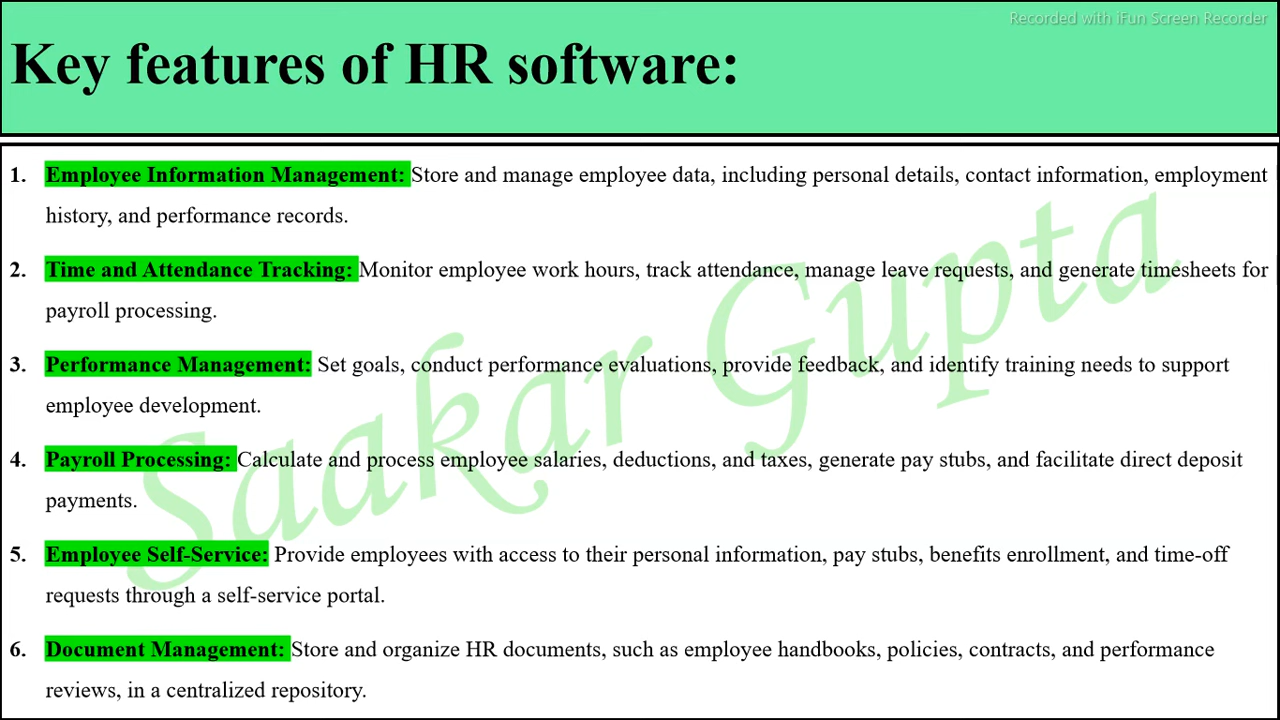 Recorded with iFun Screen Recorder
Key features of HR software:
1. Employee Information Management: Store and manage employee data, including personal details, contact information, employment
history, and performance records.
2. Time and Attendance Tracking: Monitor employee work hours, track attendance, manage leave requests, and generate timesheets for
payroll processing.
3. Performance Management: Set goals, conduct performance evaluations, provide feedback, and identify training needs to support
employee development.
4. Payroll Processing: Calculate and process employee salaries, deductions, and taxes, generate pay stubs, and facilitate direct deposit
payments.
5. Employee Self-Service: Provide employees with access to their personal information, pay stubs, benefits enrollment, and time-off
requests through a self-service portal.
6. Document Management: Store and organize HR documents, such as employee handbooks, policies, contracts, and performance
reviews, in a centralized repository.
Saakar Gupta